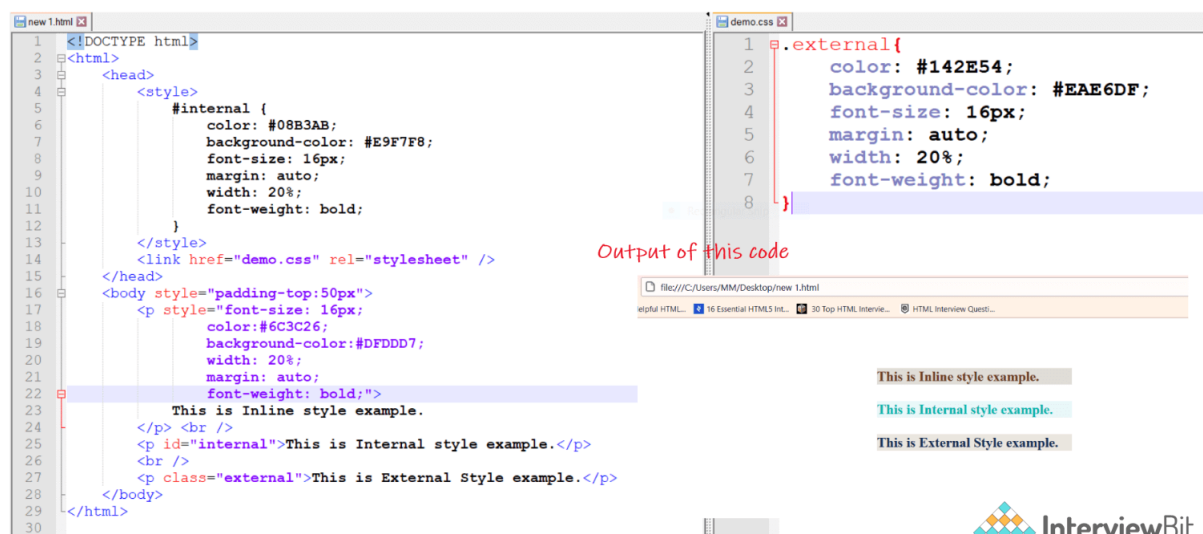 new 1.html
1 <!DOCTYPE html>
2 <html>
3 <head>
4 <style>
5 #internal {
6 color: #08B3AB;
7 background-color: #E9F7F8;
8 font-size: 16px;
9 margin: auto;
10 width: 20%;
11 font-weight: bold;
12 }
13 </style>
14 <link href="demo.css" rel="stylesheet" />
15 </head>
16 <body style="padding-top:50px">
17 <p style="font-size: 16px;
18 color:#6C3C26;
19 background-color:#DFDDD7;
20 width: 20%;
21 margin: auto;
22 font-weight: bold;">
23 This is Inline style example.
24 </p> <br />
25 <p id="internal">This is Internal style example.</p>
26 <br />
27 <p class="external">This is External Style example.</p>
28 </body>
29 </html>
30
demo.css
1 .external{
2 color: #142E54;
3 background-color: #EAE6DF;
4 font-size: 16px;
5 margin: auto;
6 width: 20%;
7 font-weight: bold;
8 }
Output of this code
file:///C:/Users/MM/Desktop/new 1.html
elpful HTML... 16 Essential HTML5 Int... 30 Top HTML Intervie... HTML Interview Questi...
This is Inline style example.
This is Internal style example.
This is External Style example.
InterviewBit